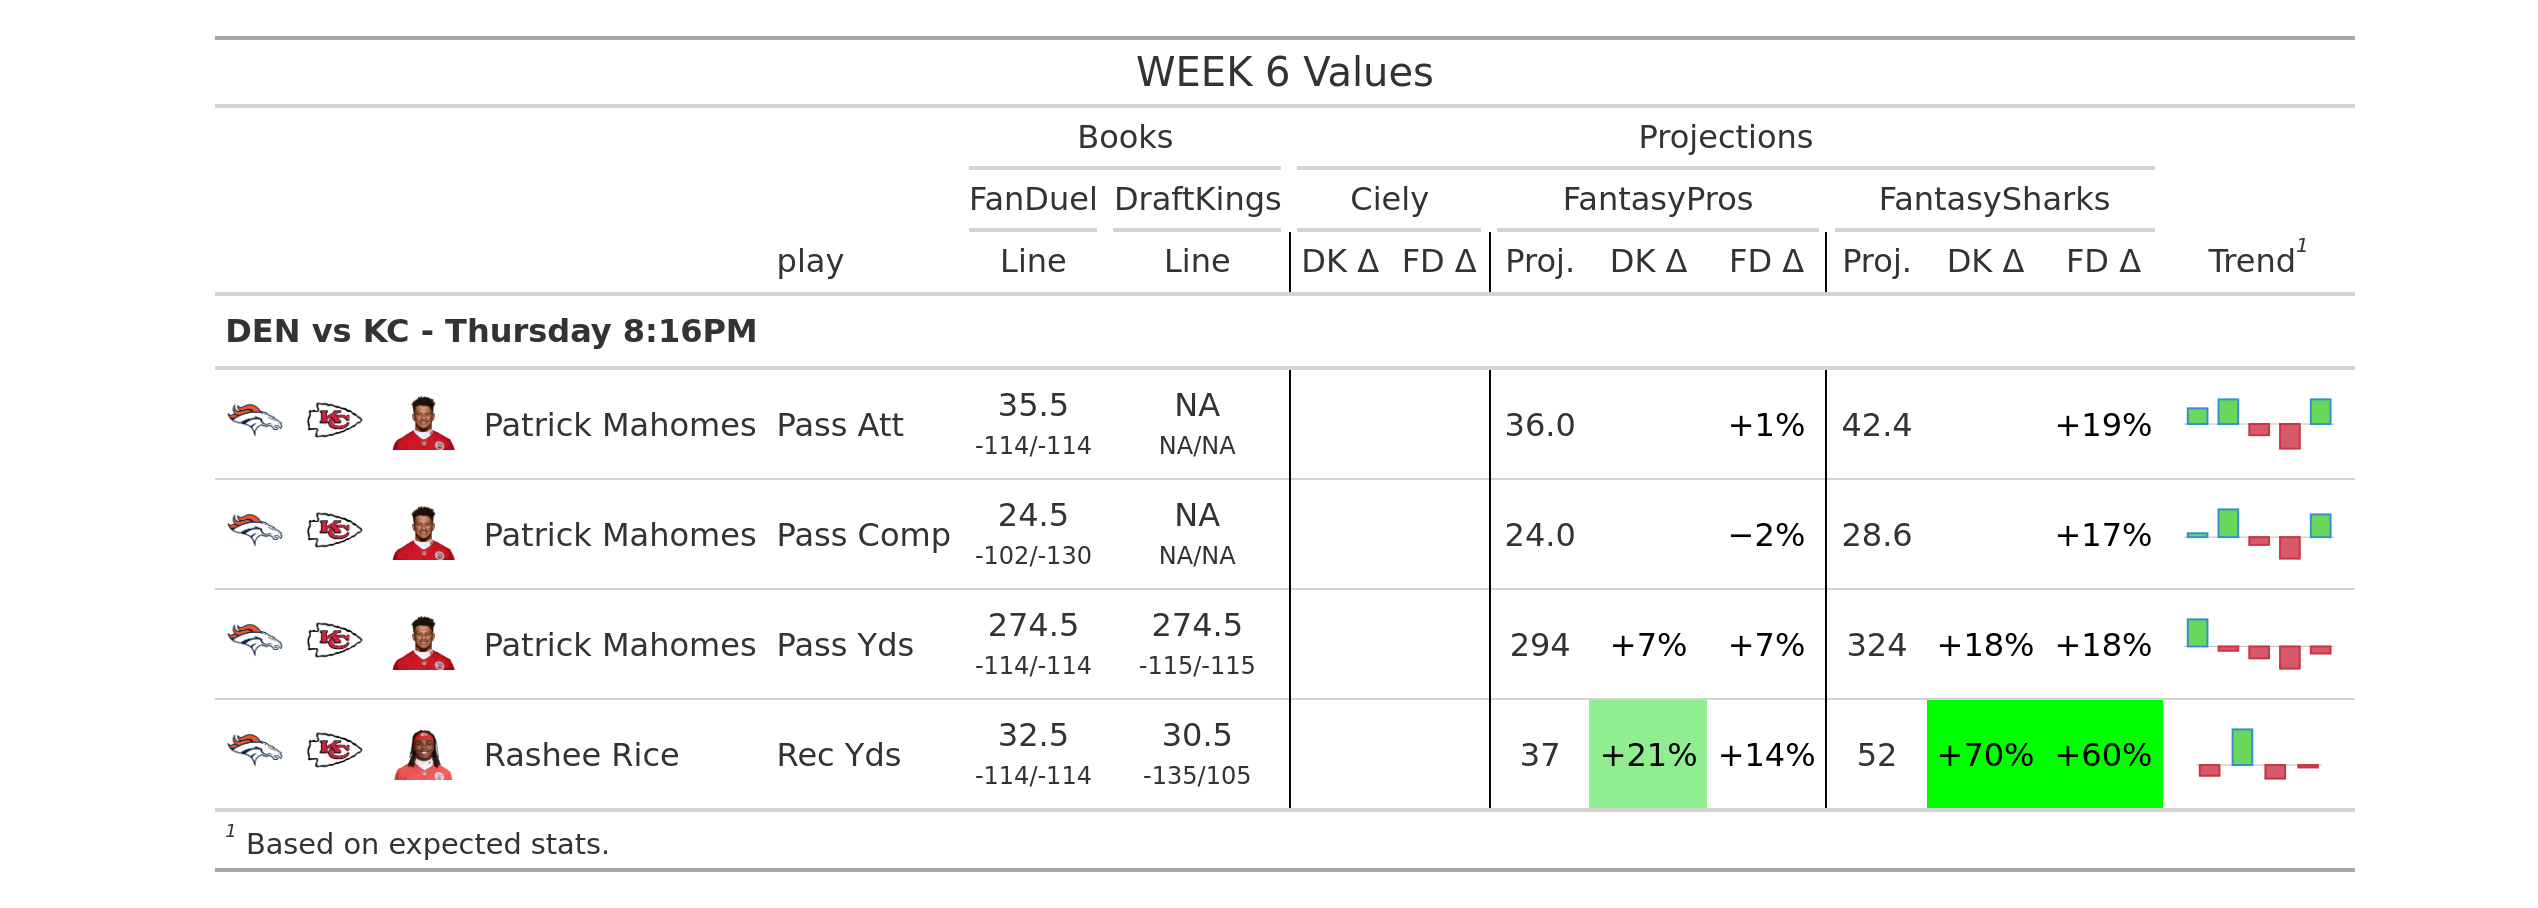 WEEK 6 Values
Books Projections
FanDuel DraftKings Ciely FantasyPros FantasySharks
play Line Line DK Δ FD Δ Proj. DK Δ FD Δ Proj. DK Δ FD Δ Trend1
DEN vs KC - Thursday 8:16PM
Patrick Mahomes Pass Att 35.5 NA 36.0 +1% 42.4 +19%
-114/-114 NA/NA
Patrick Mahomes Pass Comp 24.5 NA 24.0 −2% 28.6 +17%
-102/-130 NA/NA
Patrick Mahomes Pass Yds 274.5 274.5 294 +7% +7% 324 +18% +18%
-114/-114 -115/-115
Rashee Rice Rec Yds 32.5 30.5 37 +21% +14% 52 +70% +60%
-114/-114 -135/105
1 Based on expected stats.